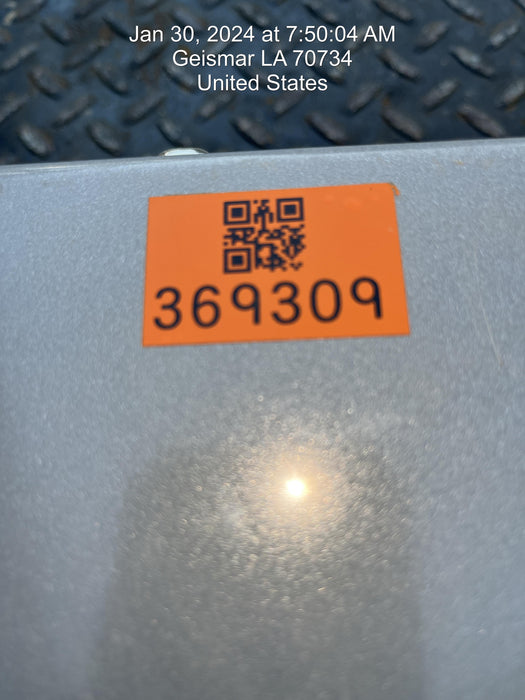 Jan 30, 2024 at 7:50:04 AM
Geismar LA 70734
United States
369309